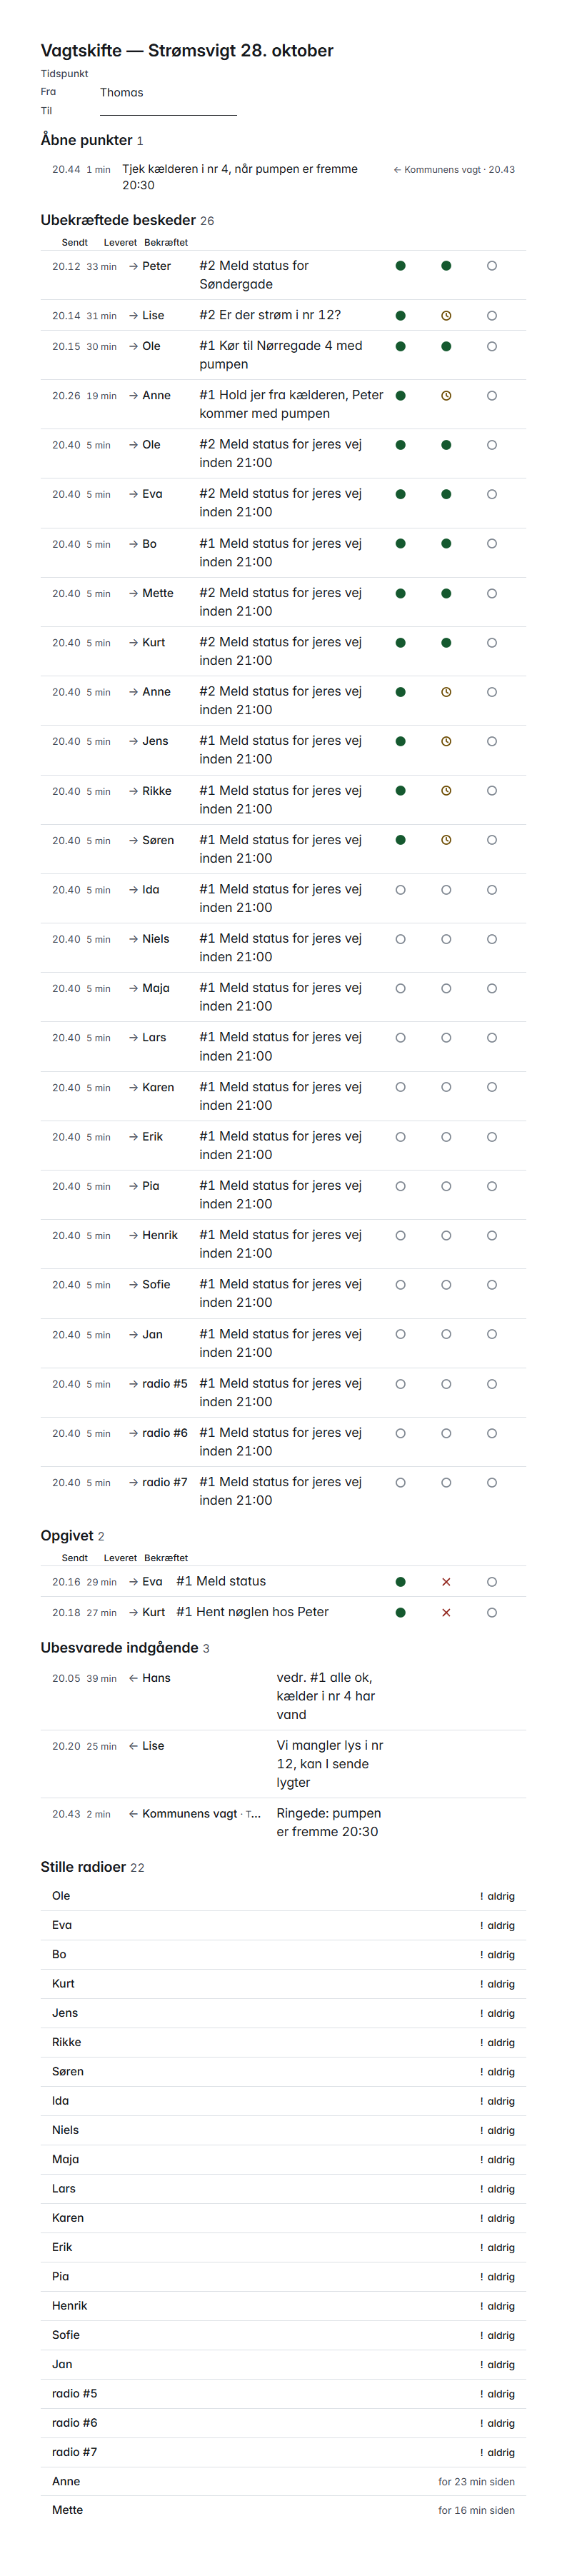 Vagtskifte — Strømsvigt 28. oktober
Tidspunkt
Fra Thomas
Til
Åbne punkter 1
20.44 1 min Tjek kælderen i nr 4, når pumpen er fremme ← Kommunens vagt · 20.43
20:30
Ubekræftede beskeder 26
Sendt Leveret Bekræftet
20.12 33 min → Peter #2 Meld status for
Søndergade
20.14 31 min → Lise #2 Er der strøm i nr 12?
20.15 30 min → Ole #1 Kør til Nørregade 4 med
pumpen
20.26 19 min → Anne #1 Hold jer fra kælderen, Peter
kommer med pumpen
20.40 5 min → Ole #2 Meld status for jeres vej
inden 21:00
20.40 5 min → Eva #2 Meld status for jeres vej
inden 21:00
20.40 5 min → Bo #1 Meld status for jeres vej
inden 21:00
20.40 5 min → Mette #2 Meld status for jeres vej
inden 21:00
20.40 5 min → Kurt #2 Meld status for jeres vej
inden 21:00
20.40 5 min → Anne #2 Meld status for jeres vej
inden 21:00
20.40 5 min → Jens #1 Meld status for jeres vej
inden 21:00
20.40 5 min → Rikke #1 Meld status for jeres vej
inden 21:00
20.40 5 min → Søren #1 Meld status for jeres vej
inden 21:00
20.40 5 min → Ida #1 Meld status for jeres vej
inden 21:00
20.40 5 min → Niels #1 Meld status for jeres vej
inden 21:00
20.40 5 min → Maja #1 Meld status for jeres vej
inden 21:00
20.40 5 min → Lars #1 Meld status for jeres vej
inden 21:00
20.40 5 min → Karen #1 Meld status for jeres vej
inden 21:00
20.40 5 min → Erik #1 Meld status for jeres vej
inden 21:00
20.40 5 min → Pia #1 Meld status for jeres vej
inden 21:00
20.40 5 min → Henrik #1 Meld status for jeres vej
inden 21:00
20.40 5 min → Sofie #1 Meld status for jeres vej
inden 21:00
20.40 5 min → Jan #1 Meld status for jeres vej
inden 21:00
20.40 5 min → radio #5 #1 Meld status for jeres vej
inden 21:00
20.40 5 min → radio #6 #1 Meld status for jeres vej
inden 21:00
20.40 5 min → radio #7 #1 Meld status for jeres vej
inden 21:00
Opgivet 2
Sendt Leveret Bekræftet
20.16 29 min → Eva #1 Meld status
20.18 27 min → Kurt #1 Hent nøglen hos Peter
Ubesvarede indgående 3
20.05 39 min ← Hans vedr. #1 alle ok,
kælder i nr 4 har
vand
20.20 25 min ← Lise Vi mangler lys i nr
12, kan I sende
lygter
20.43 2 min ← Kommunens vagt · T... Ringede: pumpen
er fremme 20:30
Stille radioer 22
Ole ! aldrig
Eva ! aldrig
Bo ! aldrig
Kurt ! aldrig
Jens ! aldrig
Rikke ! aldrig
Søren ! aldrig
Ida ! aldrig
Niels ! aldrig
Maja ! aldrig
Lars ! aldrig
Karen ! aldrig
Erik ! aldrig
Pia ! aldrig
Henrik ! aldrig
Sofie ! aldrig
Jan ! aldrig
radio #5 ! aldrig
radio #6 ! aldrig
radio #7 ! aldrig
Anne for 23 min siden
Mette for 16 min siden